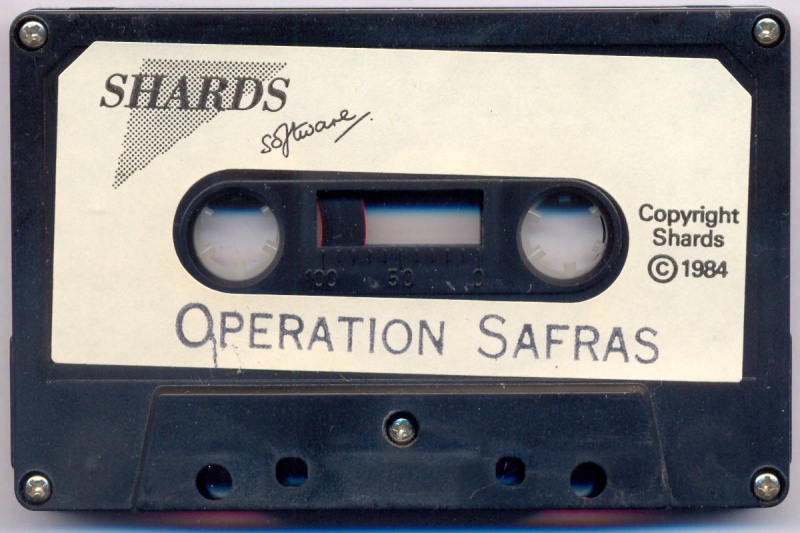 SHARDS
software.
Copyright
Shards
© 1984
100 50 0
OPERATION SAFRAS